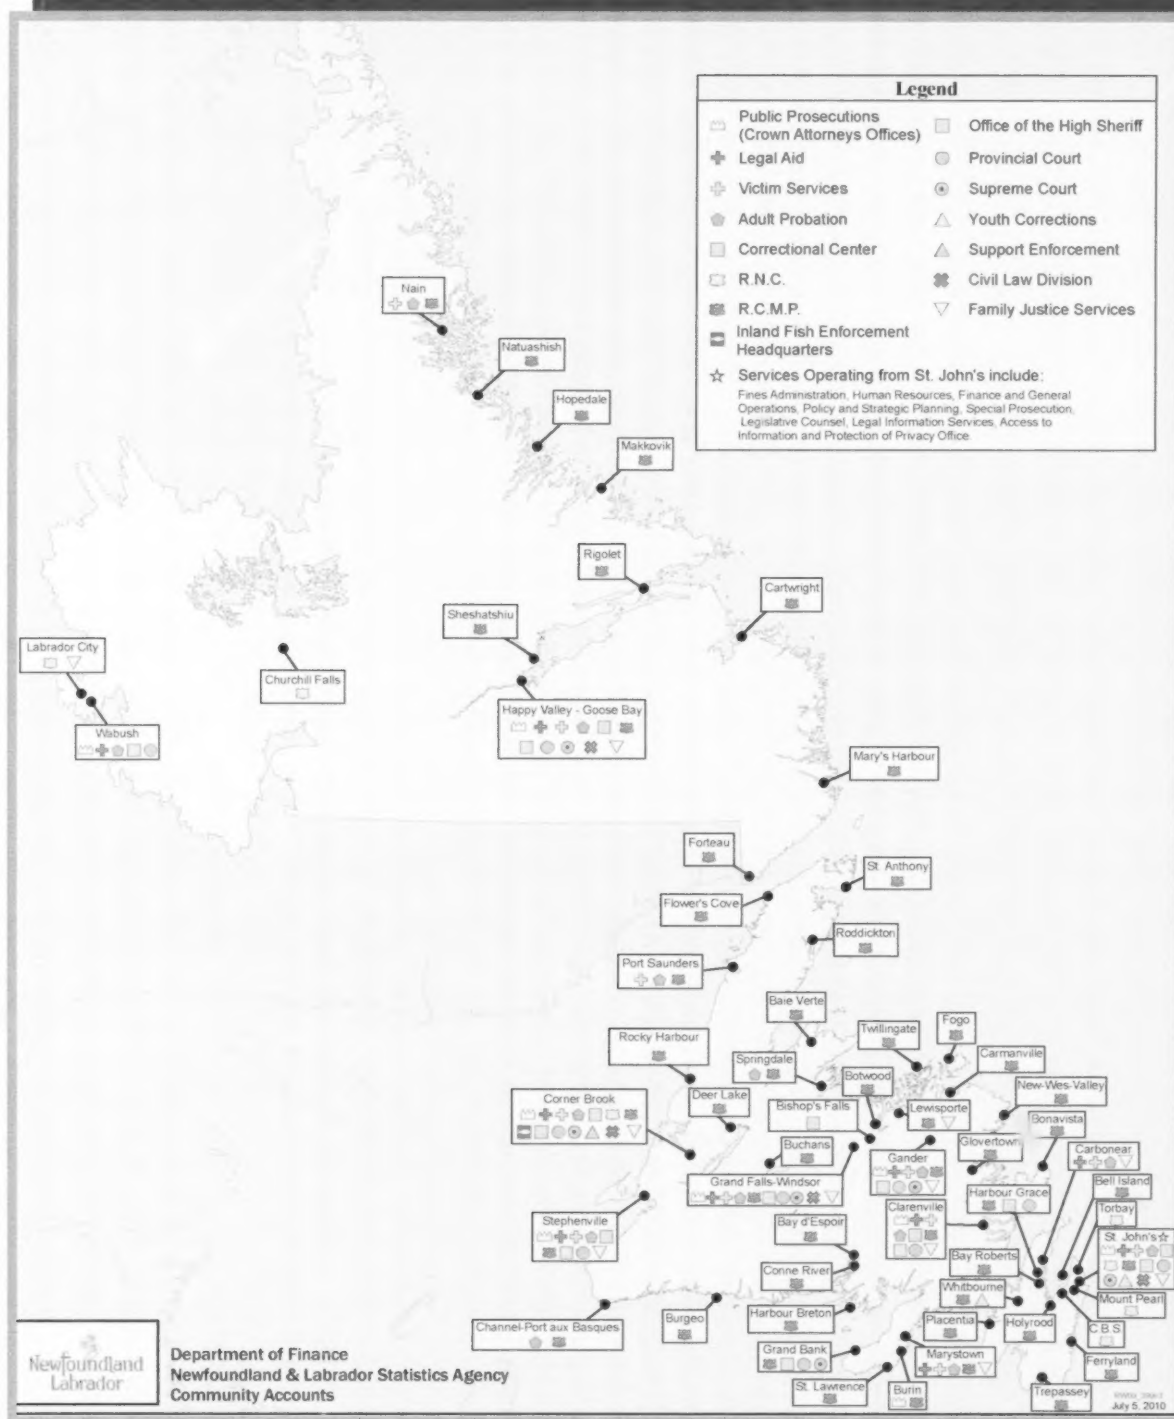 Legend
Public Prosecutions
(Crown Attorneys Offices)
Legal Aid
Victim Services
Adult Probation
Correctional Center
R.N.C.
R.C.M.P.
Inland Fish Enforcement
Headquarters
Office of the High Sheriff
Provincial Court
Supreme Court
Youth Corrections
Support Enforcement
Civil Law Division
Family Justice Services
Services Operating from St. John's include:
Fines Administration, Human Resources, Finance and General
Operations, Policy and Strategic Planning, Special Prosecution,
Legislative Counsel, Legal Information Services, Access to
Information and Protection of Privacy Office.
Nain
Natuashish
Hopedale
Makkovik
Rigolet
Cartwright
Sheshatshiu
Labrador City
Churchill Falls
Happy Valley - Goose Bay
Wabush
Mary's Harbour
Forteau
St. Anthony
Flower's Cove
Roddickton
Port Saunders
Baie Verte
Twillingate
Fogo
Rocky Harbour
Carmanville
Springdale
Botwood
New-Wes-Valley
Corner Brook
Deer Lake
Bishop's Falls
Lewisporte
Bonavista
Buchans
Glovertown
Carbonear
Gander
Grand Falls-Windsor
Bell Island
Harbour Grace
Torbay
Stephenville
Bay d'Espoir
Clarenville
St. John's
Bay Roberts
Conne River
Whitbourne
Mount Pearl
Channel-Port aux Basques
Burgeo
Harbour Breton
Placentia
Holyrood
C.B.S.
Grand Bank
Marystown
Ferryland
St. Lawrence
Burin
Trepassey
Newfoundland
Labrador
Department of Finance
Newfoundland & Labrador Statistics Agency
Community Accounts
July 5, 2010